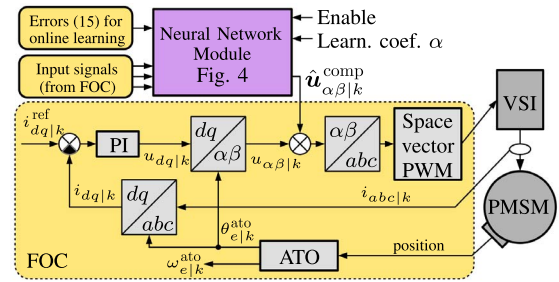 Errors (15) for
online learning
Input signals
(from FOC)
Neural Network
Module
Fig. 4
Enable
Learn. coef. α
û^comp_αβ|k
i^ref_dq|k
PI
u_dq|k
dq
αβ
u_αβ|k
αβ
abc
Space
vector
PWM
VSI
i_dq|k
dq
abc
i_abc|k
θ^ato_e|k
PMSM
FOC
ω^ato_e|k
ATO
position